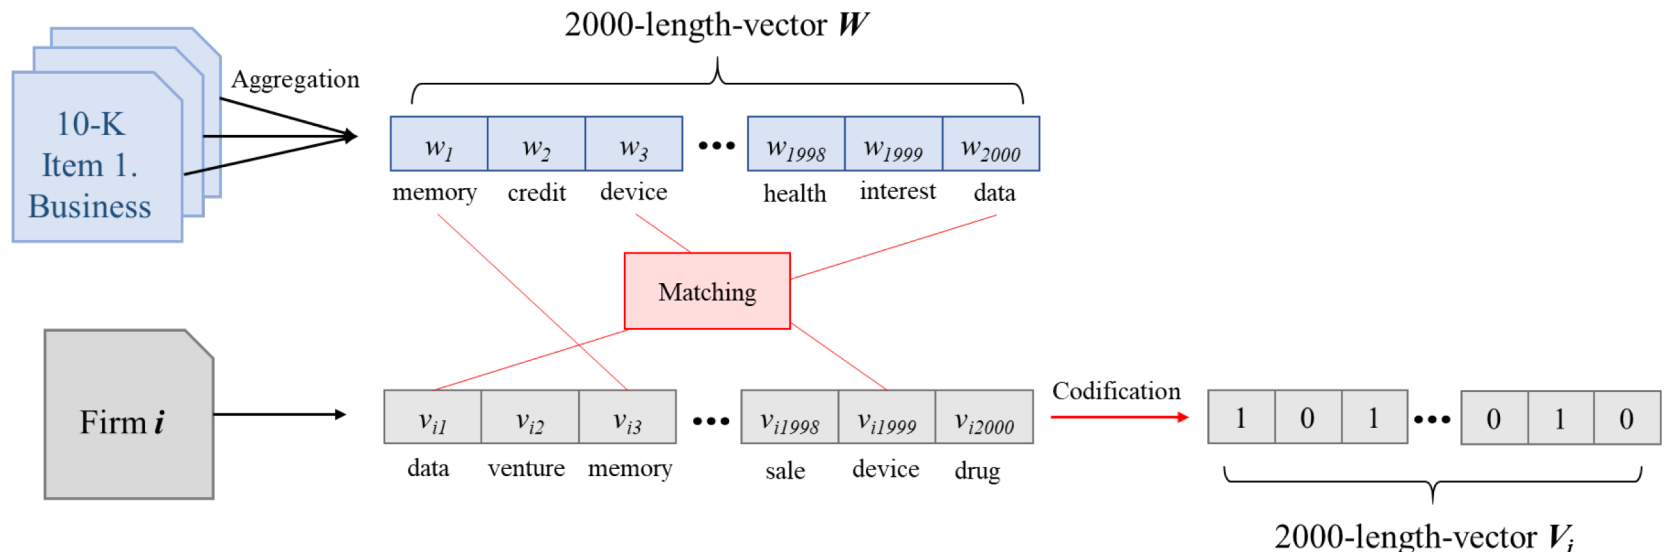 2000-length-vector W
Aggregation
10-K
Item 1.
Business
w1 w2 w3 ••• w1998 w1999 w2000
memory credit device health interest data
Matching
Firm i
vi1 vi2 vi3 ••• vi1998 vi1999 vi2000
data venture memory sale device drug
Codification
1 0 1 ••• 0 1 0
2000-length-vector Vi